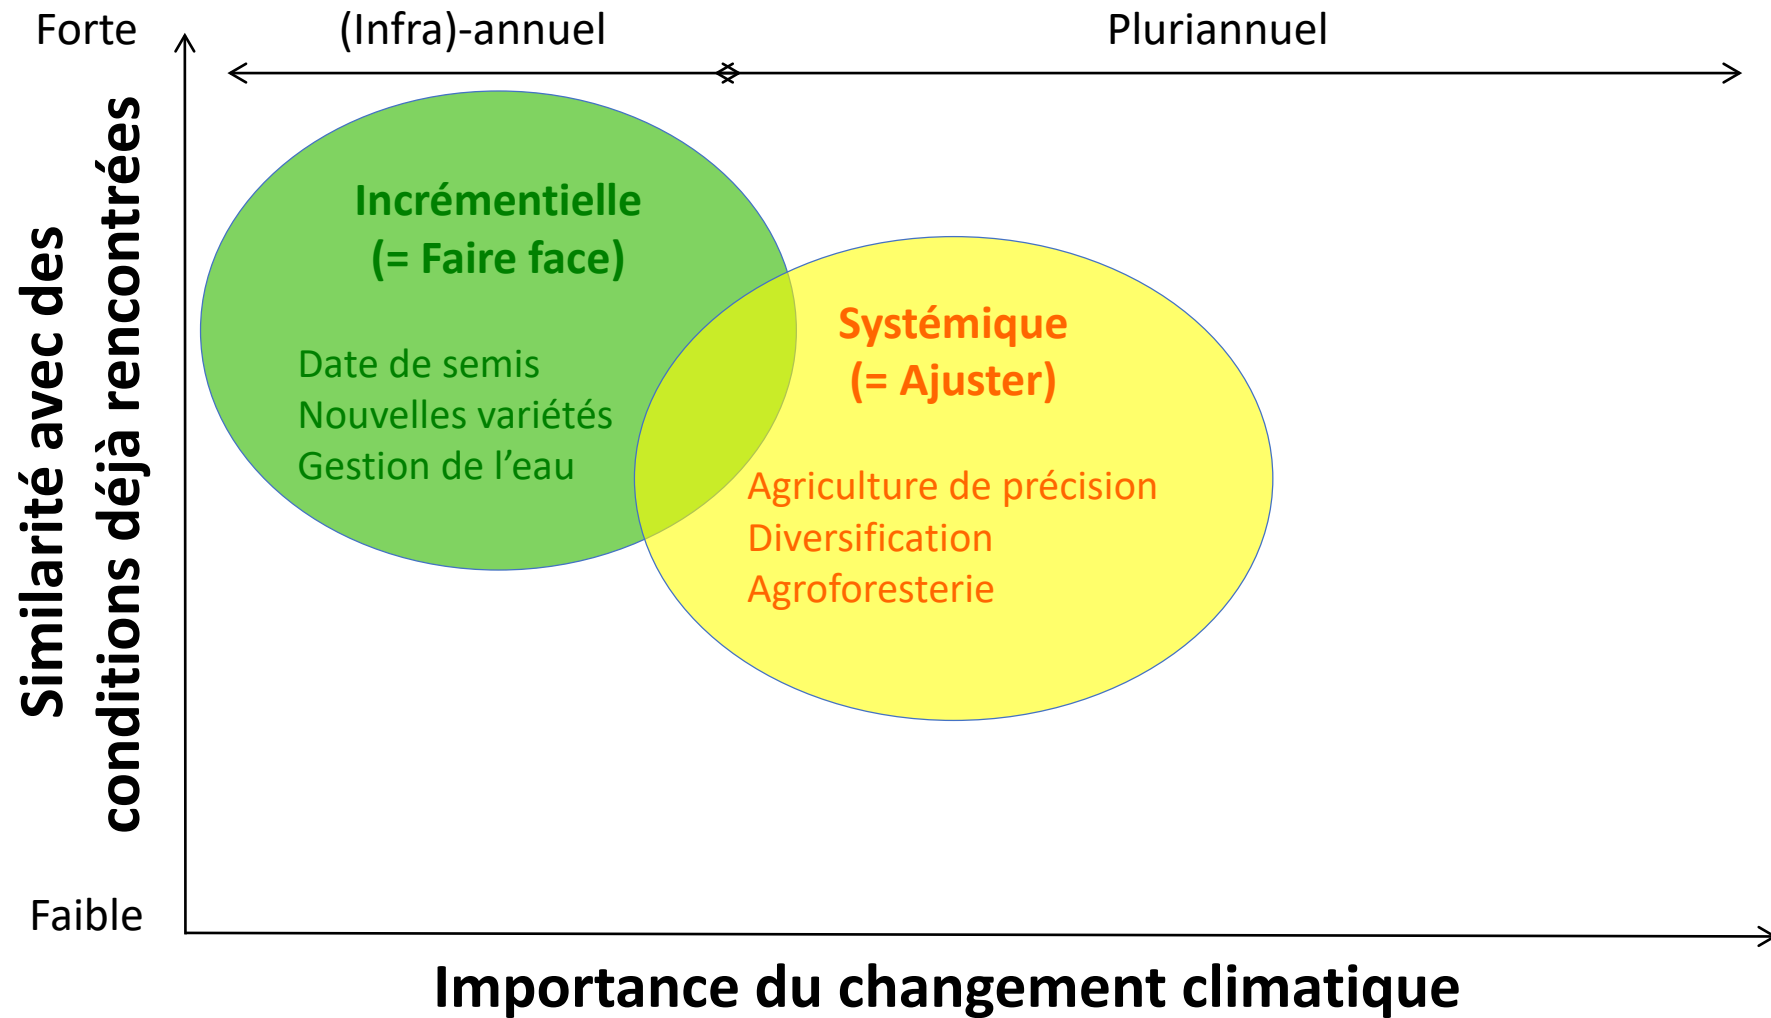 Forte
(Infra)-annuel
Pluriannuel
Similarité avec des
conditions déjà rencontrées
Incrémentielle
(= Faire face)
Date de semis
Nouvelles variétés
Gestion de l’eau
Systémique
(= Ajuster)
Agriculture de précision
Diversification
Agroforesterie
Faible
Importance du changement climatique